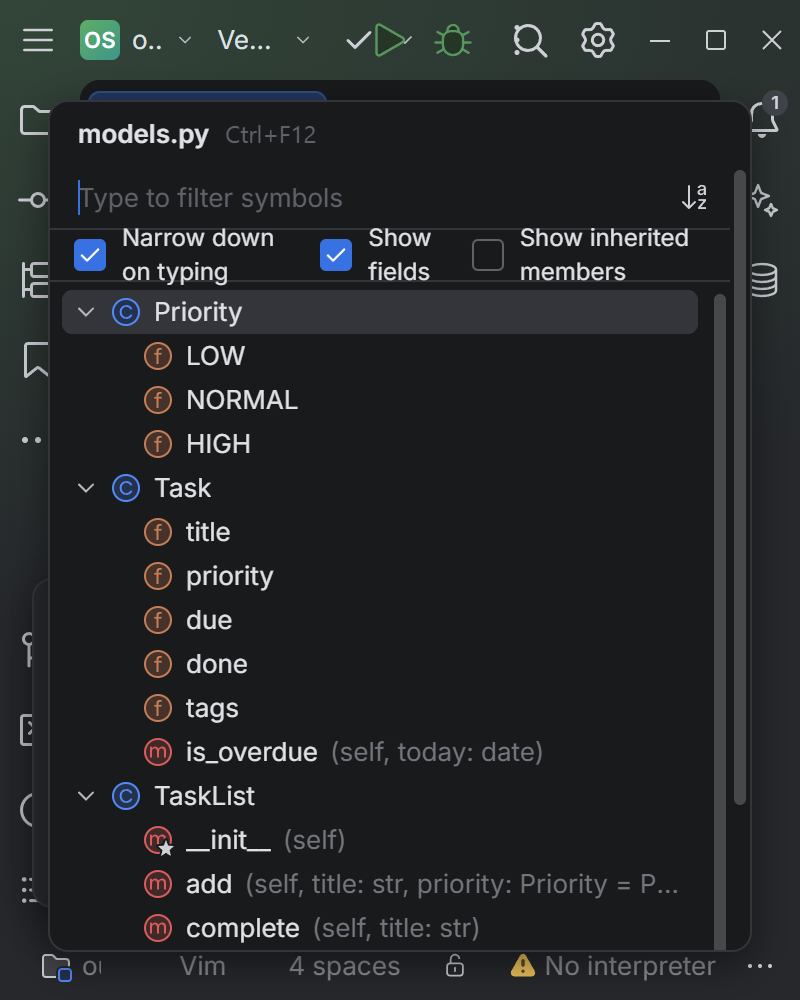 OS o.. Ve...
1
models.py Ctrl+F12
Type to filter symbols
Narrow down on typing
Show fields
Show inherited members
Priority
LOW
NORMAL
HIGH
Task
title
priority
due
done
tags
is_overdue (self, today: date)
TaskList
__init__ (self)
add (self, title: str, priority: Priority = P...
complete (self, title: str)
Vim 4 spaces No interpreter